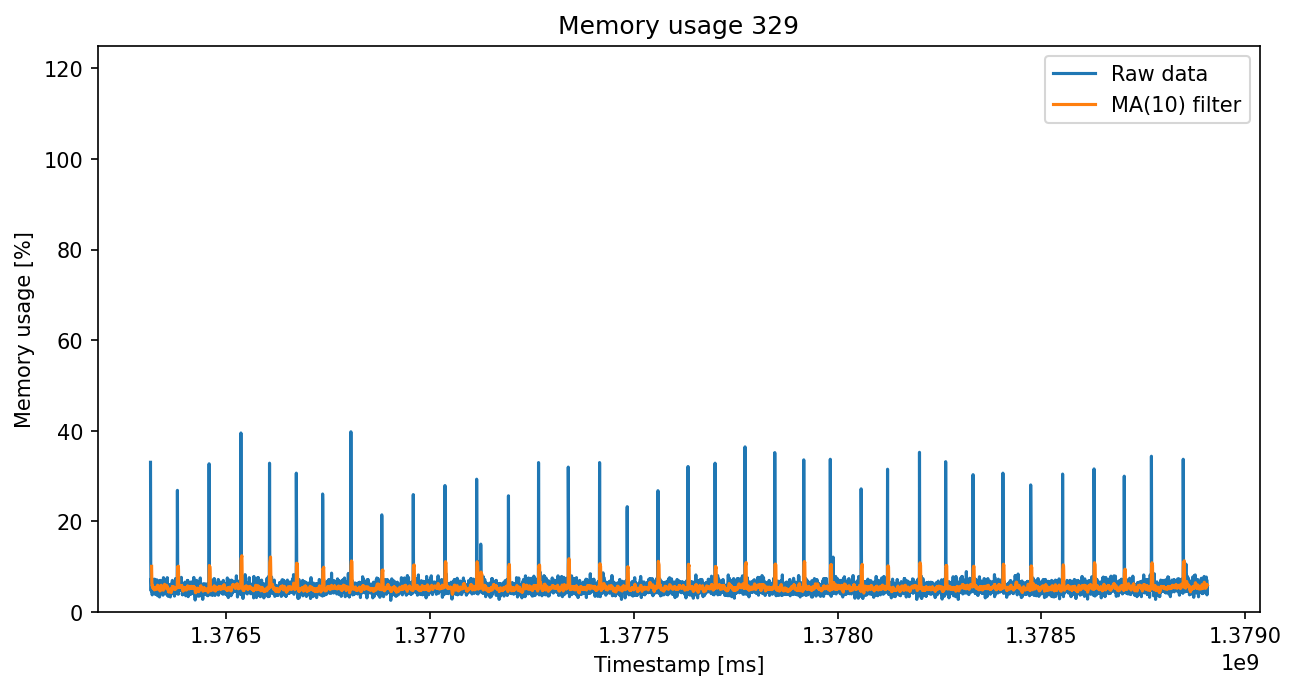 Memory usage 329
Raw data
MA(10) filter
Memory usage [%]
120
100
80
60
40
20
0
1.3765 1.3770 1.3775 1.3780 1.3785 1.3790
1e9
Timestamp [ms]